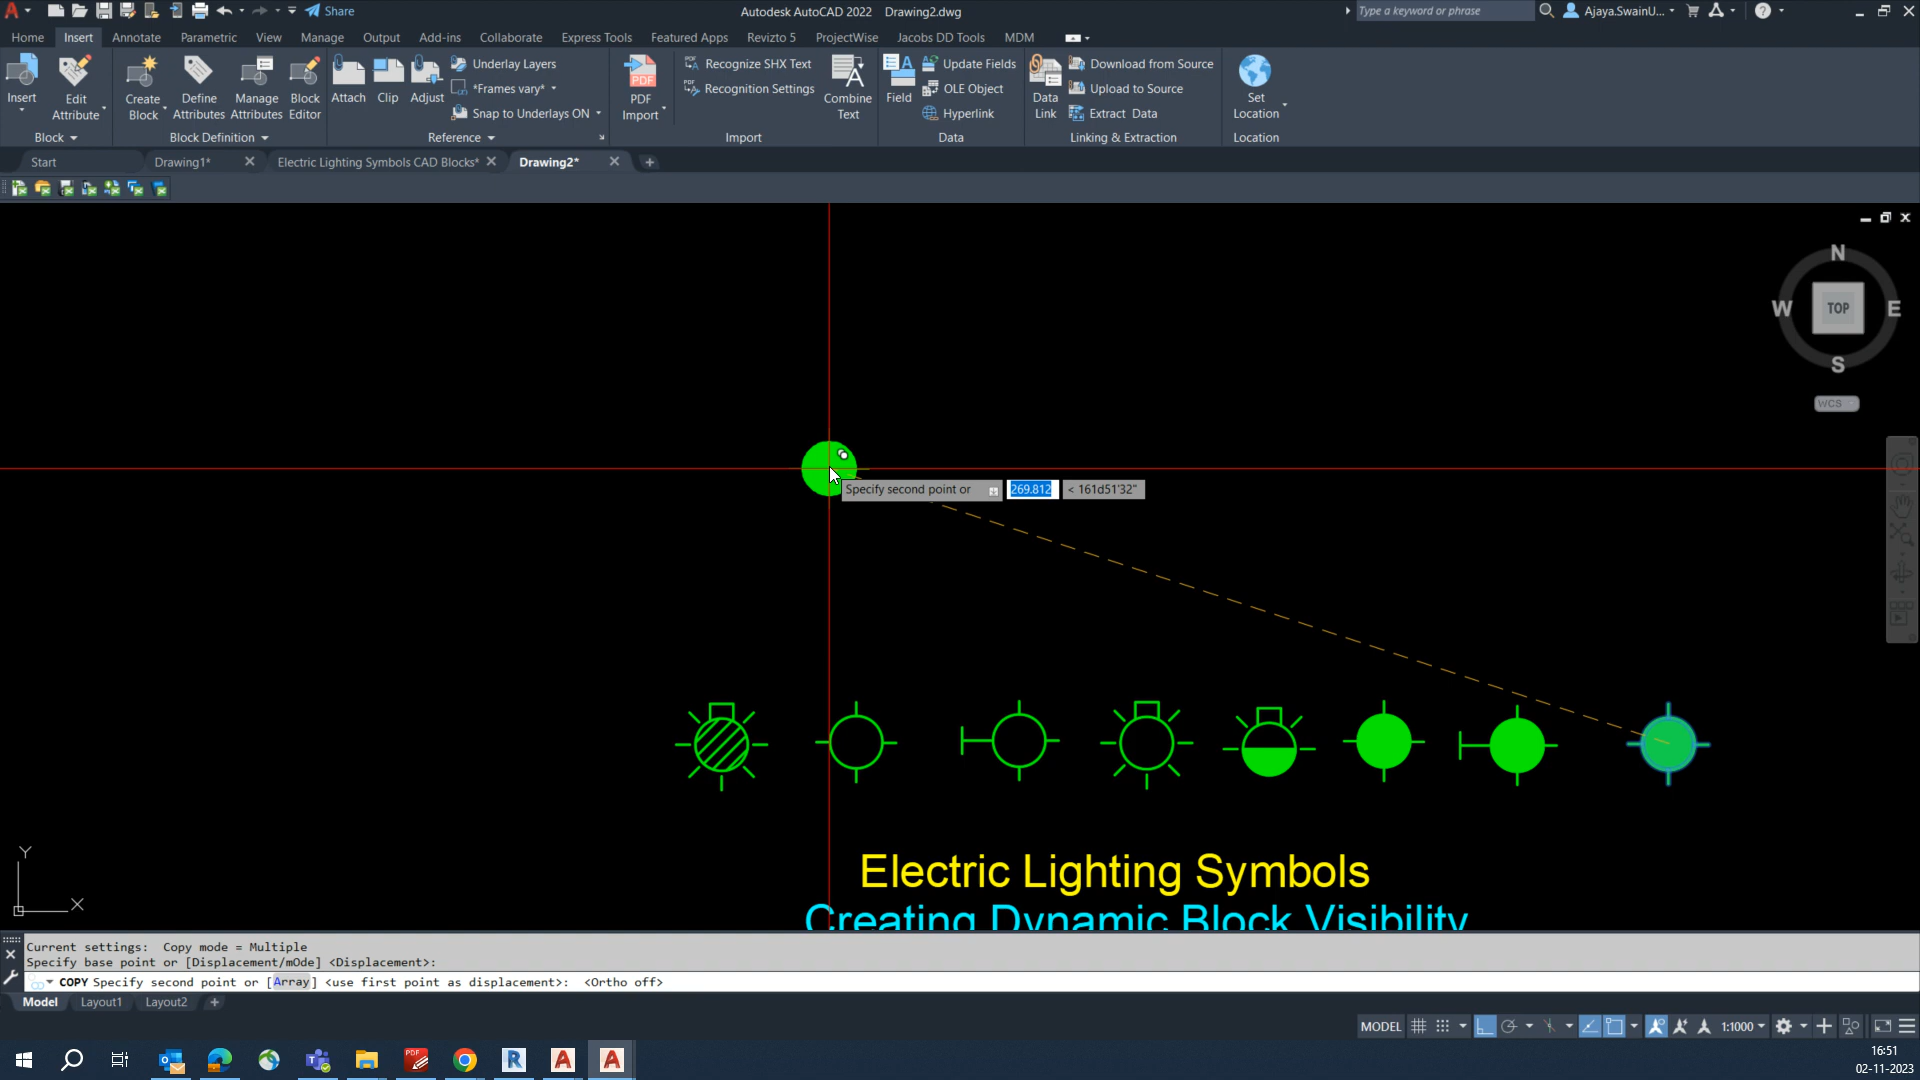 Share
Autodesk AutoCAD 2022 Drawing2.dwg
Type a keyword or phrase
Ajaya.SwainU...
Home Insert Annotate Parametric View Manage Output Add-ins Collaborate Express Tools Featured Apps Revizto 5 ProjectWise Jacobs DD Tools MDM
Insert
Edit
Attribute
Block
Create
Block
Define
Attributes
Manage
Attributes
Block
Editor
Block Definition
Attach
Clip
Adjust
Underlay Layers
*Frames vary*
Snap to Underlays ON
Reference
PDF
PDF
Import
Recognize SHX Text
Recognition Settings
Combine
Text
Import
Field
Update Fields
OLE Object
Hyperlink
Data
Data
Link
Download from Source
Upload to Source
Extract Data
Linking & Extraction
Set
Location
Location
Start Drawing1* Electric Lighting Symbols CAD Blocks* Drawing2*
N
W TOP E
S
WCS
Specify second point or 269.812 < 161d51'32"
Electric Lighting Symbols
Creating Dynamic Block Visibility
Y
X
Current settings: Copy mode = Multiple
Specify base point or [Displacement/mOde] <Displacement>:
COPY Specify second point or [Array] <use first point as displacement>: <Ortho off>
Model Layout1 Layout2
MODEL 1:1000
16:51
02-11-2023